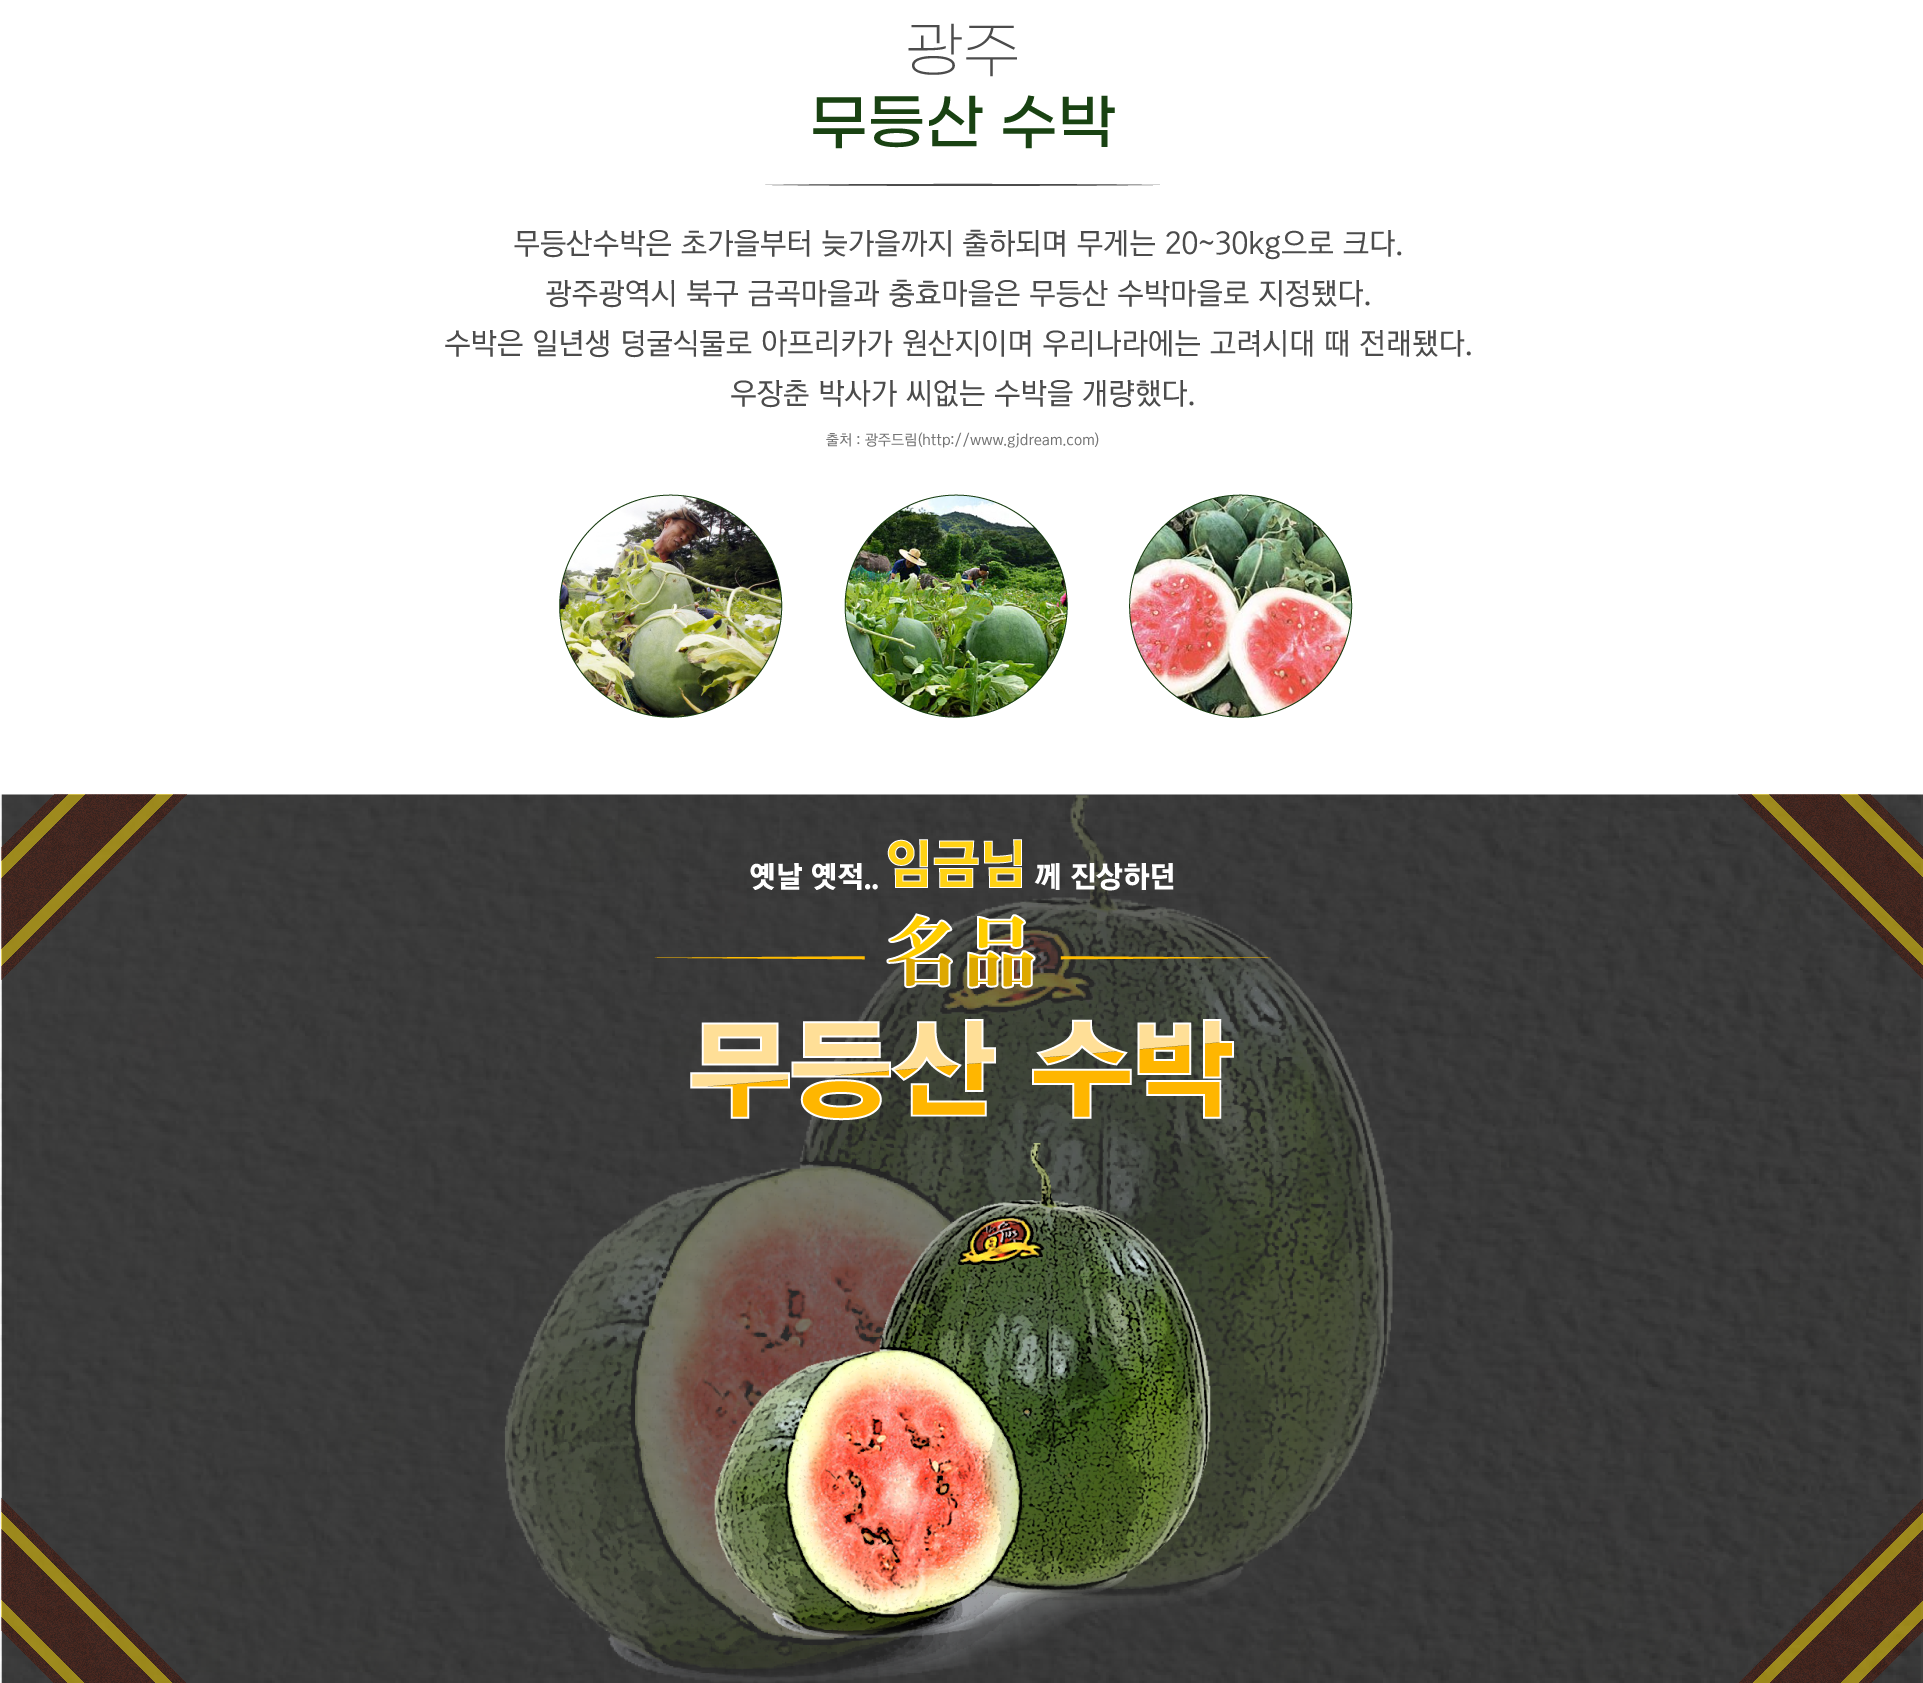 광주
무등산 수박
무등산수박은 초가을부터 늦가을까지 출하되며 무게는 20~30kg으로 크다.
광주광역시 북구 금곡마을과 충효마을은 무등산 수박마을로 지정됐다.
수박은 일년생 덩굴식물로 아프리카가 원산지이며 우리나라에는 고려시대 때 전래됐다.
우장춘 박사가 씨없는 수박을 개량했다.
출처 : 광주드림(http://www.gjdream.com)
옛날 옛적.. 임금님 께 진상하던
名品
무등산 수박